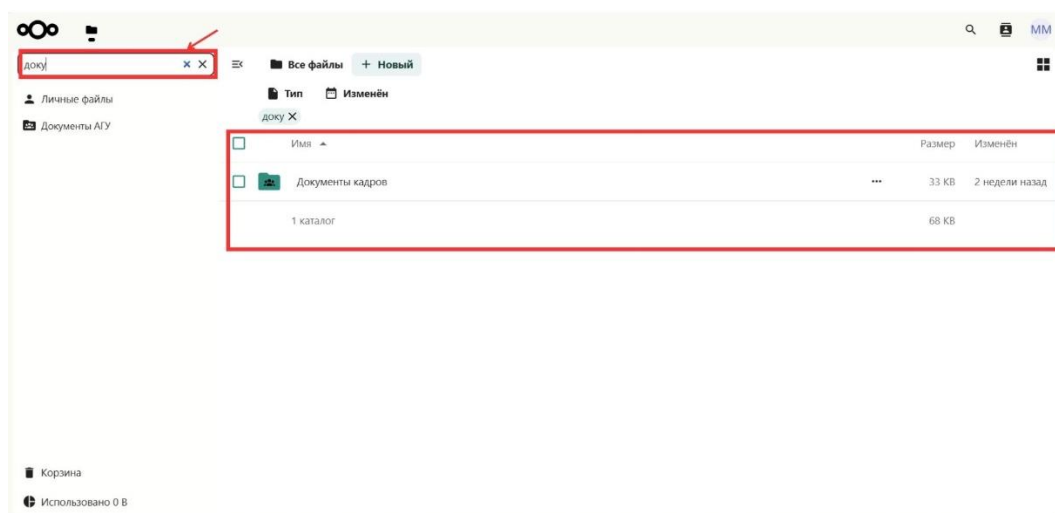 MM
доку
Все файлы + Новый
Личные файлы
Тип Изменён
доку
Документы АГУ
Имя Размер Изменён
Документы кадров ... 33 KB 2 недели назад
1 каталог 68 KB
Корзина
Использовано 0 B